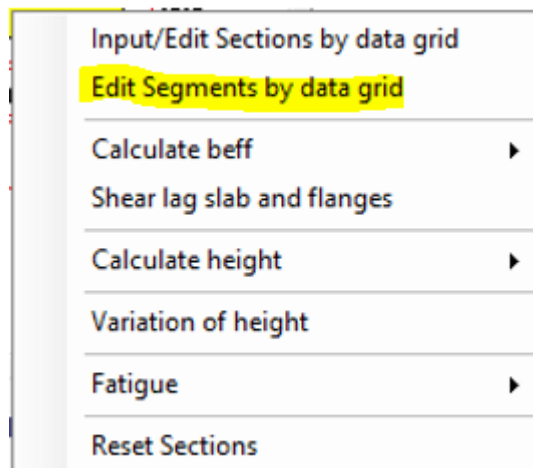 Input/Edit Sections by data grid
Edit Segments by data grid
Calculate beff
Shear lag slab and flanges
Calculate height
Variation of height
Fatigue
Reset Sections